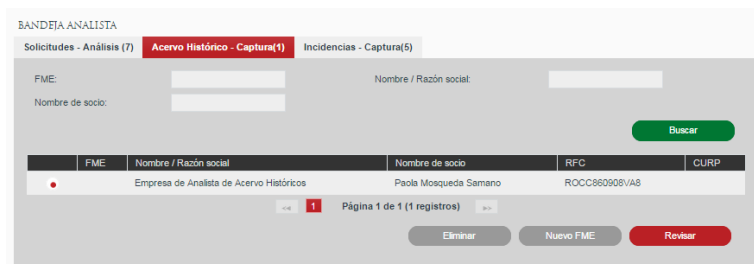 BANDEJA ANALISTA
Solicitudes - Análisis (7) Acervo Histórico - Captura(1) Incidencias - Captura(5)
FME: Nombre / Razón social:
Nombre de socio:
Buscar
FME Nombre / Razón social Nombre de socio RFC CURP
Empresa de Analista de Acervo Históricos Paola Mosqueda Samano ROCC860908VA8
<< 1 Página 1 de 1 (1 registros) >>
Eliminar Nuevo FME Revisar